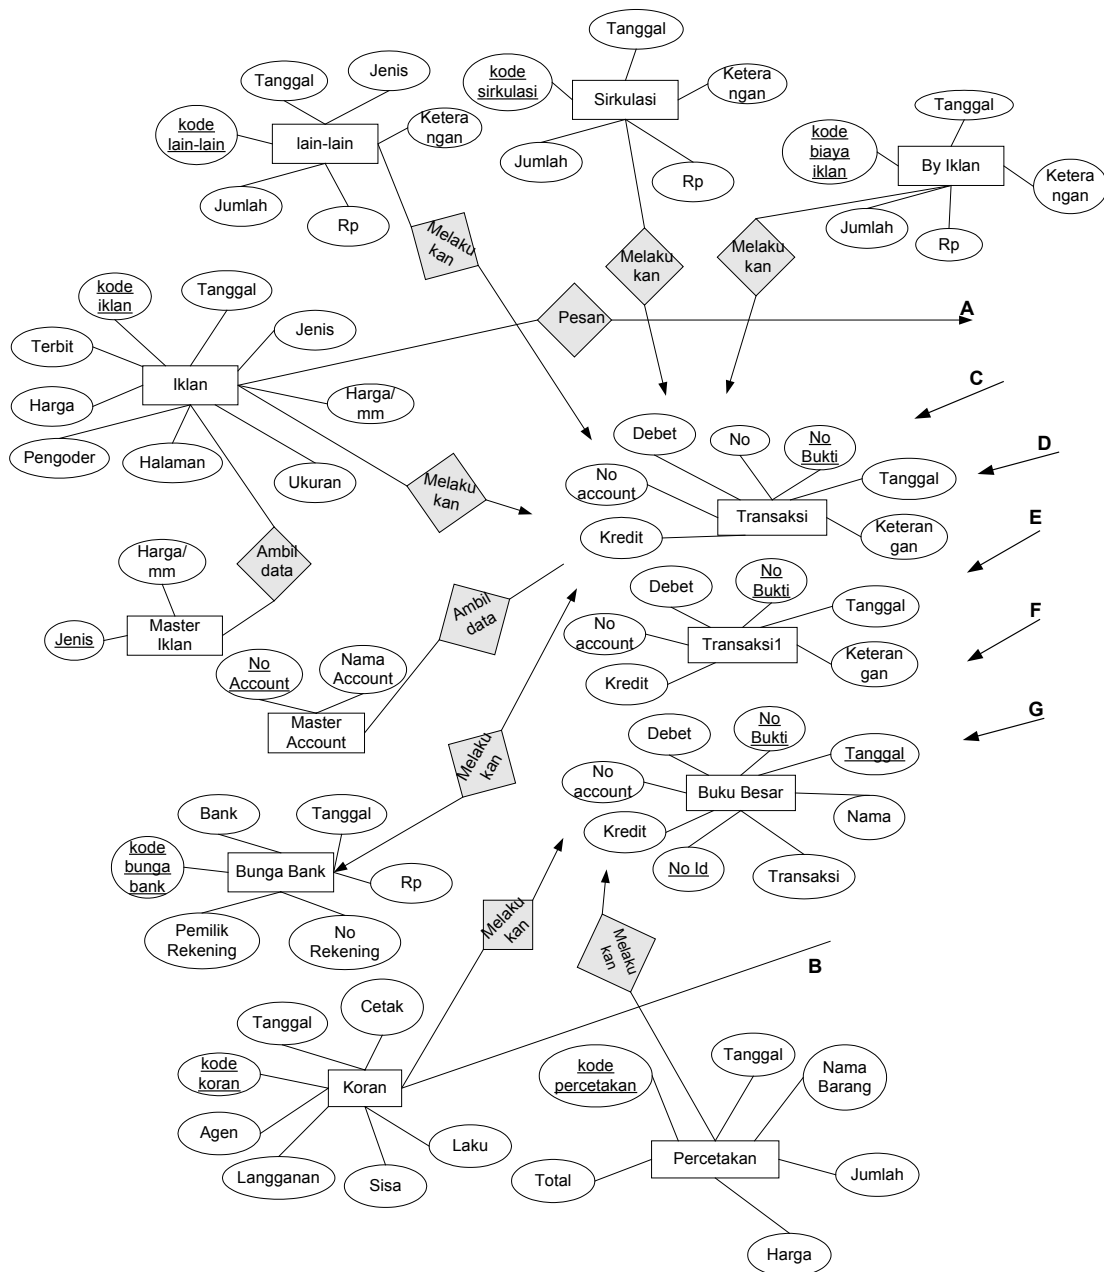 Tanggal
kode
sirkulasi
Sirkulasi
Ketera
ngan
Jumlah
Rp
Tanggal
Jenis
kode
lain-lain
lain-lain
Ketera
ngan
Jumlah
Rp
Tanggal
kode
biaya
iklan
By Iklan
Ketera
ngan
Jumlah
Rp
Melaku
kan
Melaku
kan
Melaku
kan
kode
iklan
Tanggal
Jenis
Terbit
Iklan
Harga
Harga/
mm
Pengoder
Halaman
Ukuran
Pesan
A
C
D
E
F
G
Melaku
kan
Debet
No
No
Bukti
No
account
Tanggal
Transaksi
Kredit
Keteran
gan
Ambil
data
Harga/
mm
Jenis
Master
Iklan
Ambil
data
No
Account
Nama
Account
Master
Account
Debet
No
Bukti
Tanggal
No
account
Transaksi1
Keteran
gan
Kredit
Melaku
kan
Debet
No
Bukti
Tanggal
No
account
Buku Besar
Nama
Kredit
No Id
Transaksi
Bank
Tanggal
kode
bunga
bank
Bunga Bank
Rp
Pemilik
Rekening
No
Rekening
Melaku
kan
Melaku
kan
B
Cetak
Tanggal
kode
koran
Koran
Agen
Langganan
Sisa
Laku
Tanggal
Nama
Barang
kode
percetakan
Percetakan
Total
Jumlah
Harga